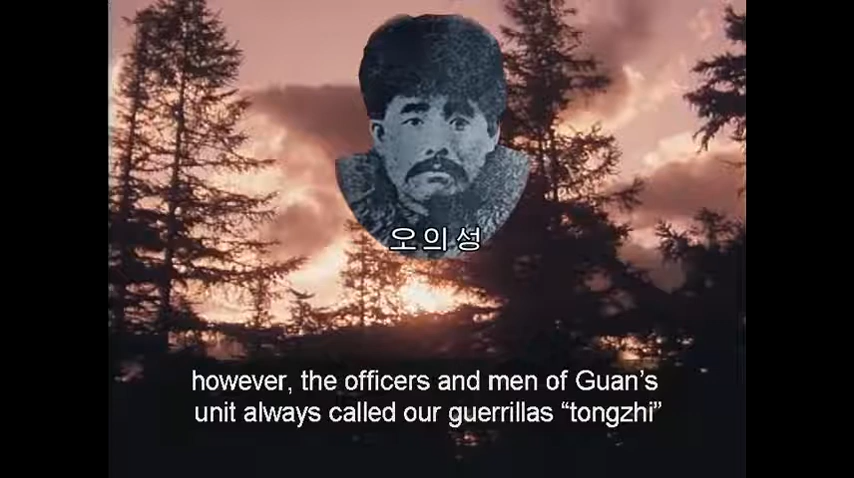 오의성
however, the officers and men of Guan’s
unit always called our guerrillas “tongzhi”